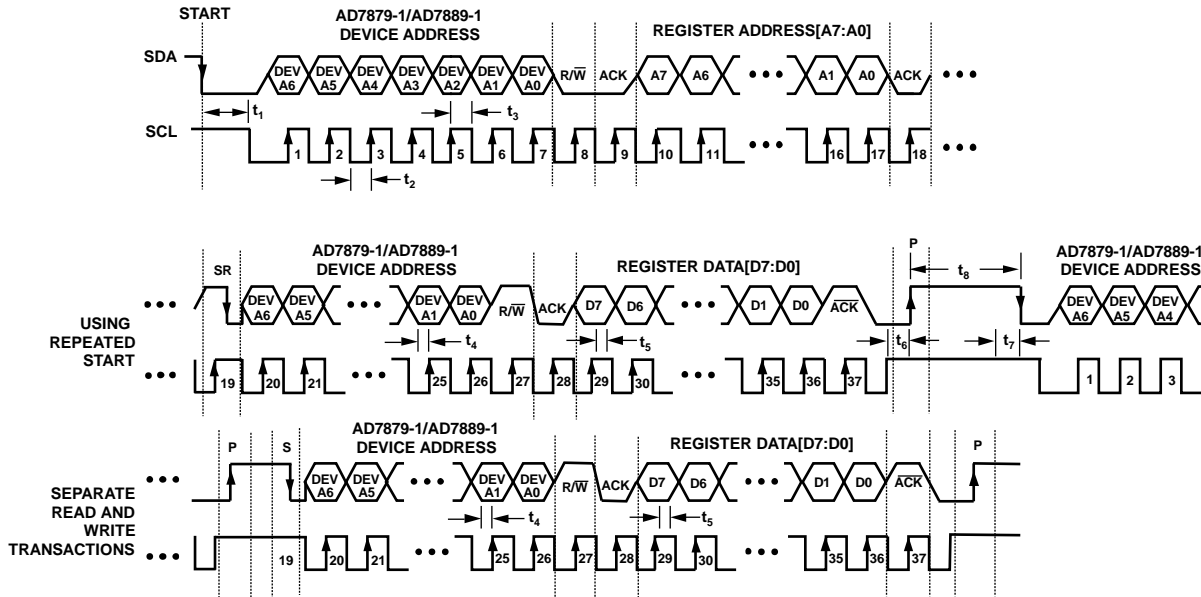 START
AD7879-1/AD7889-1
DEVICE ADDRESS
REGISTER ADDRESS[A7:A0]
SDA
DEV A6 DEV A5 DEV A4 DEV A3 DEV A2 DEV A1 DEV A0 R/W̅ ACK A7 A6 ••• A1 A0 ACK •••
t1 t3
SCL
1 2 3 4 5 6 7 8 9 10 11 ••• 16 17 18 •••
t2
AD7879-1/AD7889-1
DEVICE ADDRESS
REGISTER DATA[D7:D0]
P
AD7879-1/AD7889-1
DEVICE ADDRESS
SR
t8
••• DEV A6 DEV A5 ••• DEV A1 DEV A0 R/W̅ ACK D7 D6 ••• D1 D0 A̅C̅K̅ DEV A6 DEV A5 DEV A4
USING
REPEATED
START
t4 t5 t6 t7
••• 19 20 21 ••• 25 26 27 28 29 30 ••• 35 36 37 1 2 3
AD7879-1/AD7889-1
DEVICE ADDRESS
REGISTER DATA[D7:D0]
P S P
••• DEV A6 DEV A5 ••• DEV A1 DEV A0 R/W̅ ACK D7 D6 ••• D1 D0 A̅C̅K̅
SEPARATE
READ AND
WRITE
TRANSACTIONS
t4 t5
••• 19 20 21 ••• 25 26 27 28 29 30 ••• 35 36 37